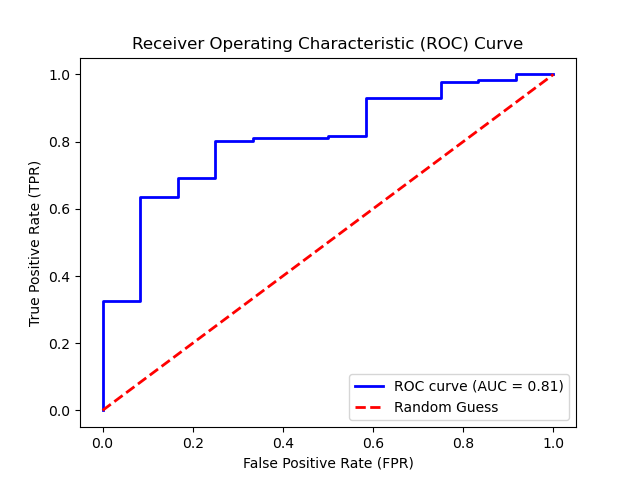 Receiver Operating Characteristic (ROC) Curve
True Positive Rate (TPR)
1.0
0.8
0.6
0.4
0.2
0.0
0.0 0.2 0.4 0.6 0.8 1.0
False Positive Rate (FPR)
ROC curve (AUC = 0.81)
Random Guess